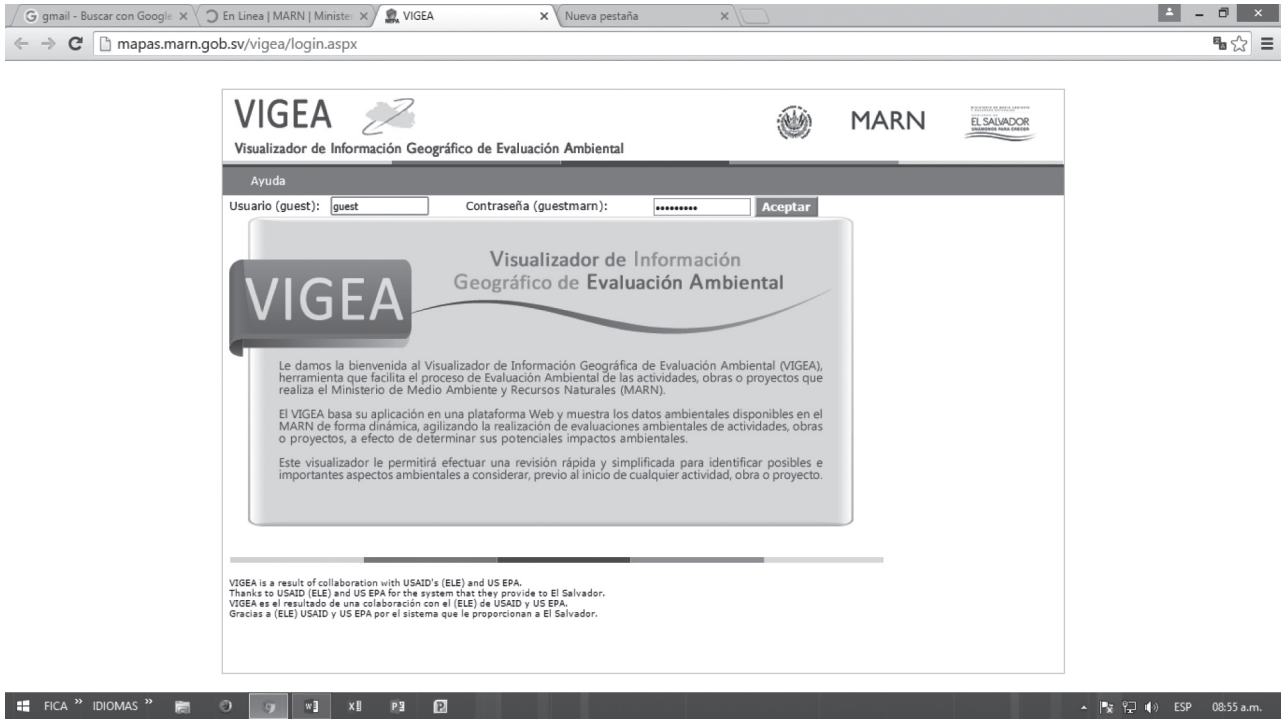 gmail - Buscar con Google
En Linea | MARN | Minister
VIGEA
Nueva pestaña
mapas.marn.gob.sv/vigea/login.aspx
VIGEA
Visualizador de Información Geográfico de Evaluación Ambiental
MARN
EL SALVADOR
UNÁMONOS PARA CRECER
Ayuda
Usuario (guest): guest Contraseña (guestmarn): ••••••••• Aceptar
Visualizador de Información
Geográfico de Evaluación Ambiental
VIGEA
Le damos la bienvenida al Visualizador de Información Geográfica de Evaluación Ambiental (VIGEA),
herramienta que facilita el proceso de Evaluación Ambiental de las actividades, obras o proyectos que
realiza el Ministerio de Medio Ambiente y Recursos Naturales (MARN).
El VIGEA basa su aplicación en una plataforma Web y muestra los datos ambientales disponibles en el
MARN de forma dinámica, agilizando la realización de evaluaciones ambientales de actividades, obras
o proyectos, a efecto de determinar sus potenciales impactos ambientales.
Este visualizador le permitirá efectuar una revisión rápida y simplificada para identificar posibles e
importantes aspectos ambientales a considerar, previo al inicio de cualquier actividad, obra o proyecto.
VIGEA is a result of collaboration with USAID's (ELE) and US EPA.
Thanks to USAID (ELE) and US EPA for the system that they provide to El Salvador.
VIGEA es el resultado de una colaboración con el (ELE) de USAID y US EPA.
Gracias a (ELE) USAID y US EPA por el sistema que le proporcionan a El Salvador.
FICA » IDIOMAS » ESP 08:55 a.m.